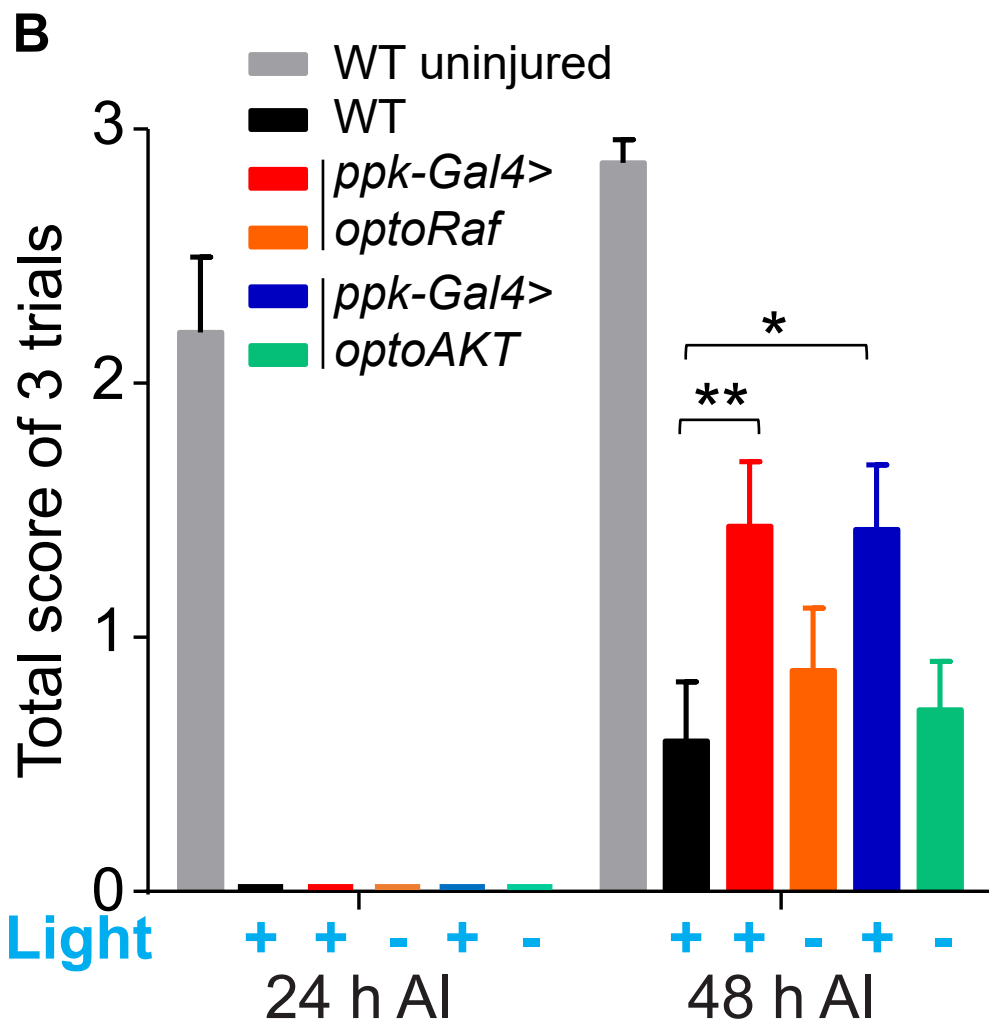 B
WT uninjured
WT
ppk-Gal4>
optoRaf
ppk-Gal4>
optoAKT
Total score of 3 trials
3
2
1
0
*
**
Light + + - + - + + - + -
24 h AI 48 h AI